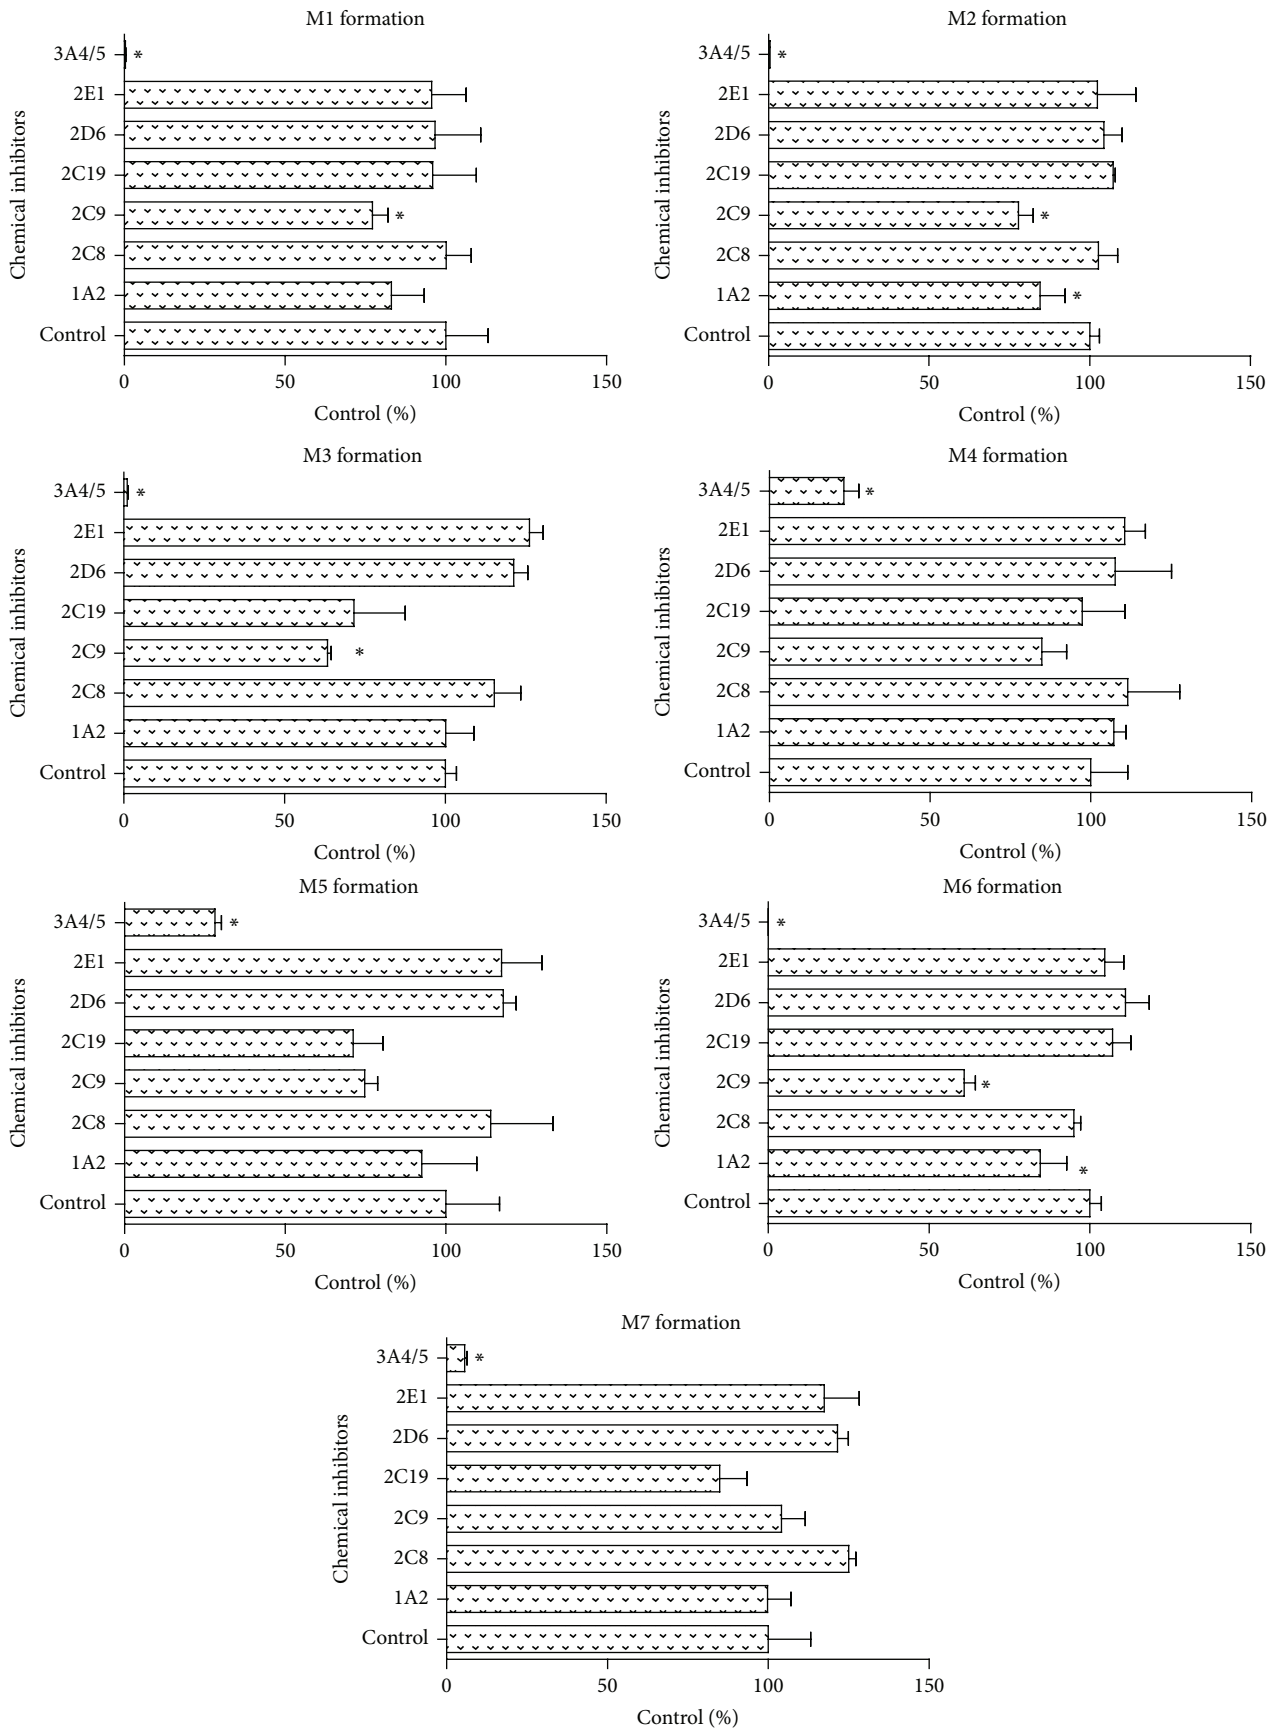 M1 formation
3A4/5 *
2E1
2D6
2C19
2C9 *
2C8
1A2
Control
0 50 100 150
Control (%)
Chemical inhibitors
M2 formation
3A4/5 *
2E1
2D6
2C19
2C9 *
2C8
1A2 *
Control
0 50 100 150
Control (%)
Chemical inhibitors
M3 formation
3A4/5 *
2E1
2D6
2C19
2C9 *
2C8
1A2
Control
0 50 100 150
Control (%)
Chemical inhibitors
M4 formation
3A4/5 *
2E1
2D6
2C19
2C9
2C8
1A2
Control
0 50 100 150
Control (%)
Chemical inhibitors
M5 formation
3A4/5 *
2E1
2D6
2C19
2C9
2C8
1A2
Control
0 50 100 150
Control (%)
Chemical inhibitors
M6 formation
3A4/5 *
2E1
2D6
2C19
2C9 *
2C8
1A2 *
Control
0 50 100 150
Control (%)
Chemical inhibitors
M7 formation
3A4/5 *
2E1
2D6
2C19
2C9
2C8
1A2
Control
0 50 100 150
Control (%)
Chemical inhibitors